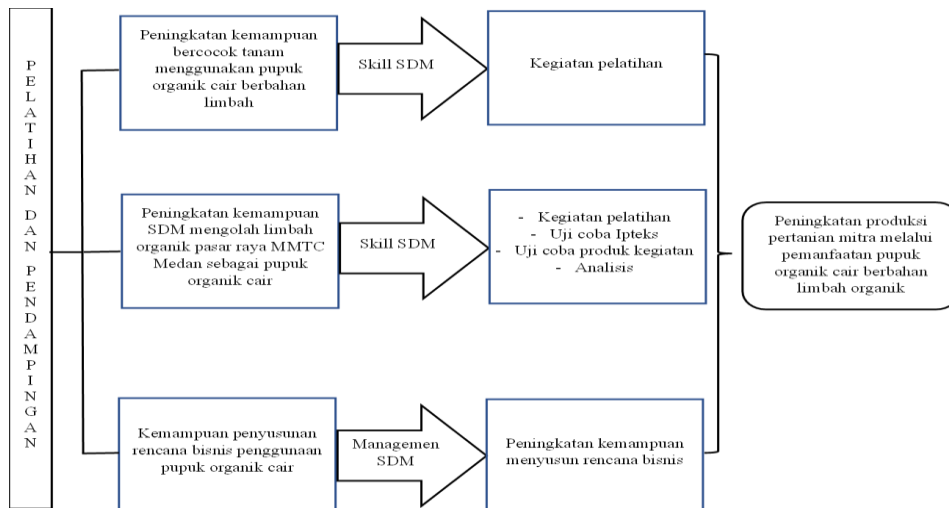 PELATIHAN DAN PENDAMPINGAN
Peningkatan kemampuan
bercocok tanam
menggunakan pupuk
organik cair berbahan
limbah
Skill SDM
Kegiatan pelatihan
Peningkatan kemampuan
SDM mengolah limbah
organik pasar raya MMTC
Medan sebagai pupuk
organik cair
Skill SDM
- Kegiatan pelatihan
- Uji coba Ipteks
- Uji coba produk kegiatan
- Analisis
Kemampuan penyusunan
rencana bisnis penggunaan
pupuk organik cair
Managemen
SDM
Peningkatan kemampuan
menyusun rencana bisnis
Peningkatan produksi
pertanian mitra melalui
pemanfaatan pupuk
organik cair berbahan
limbah organik